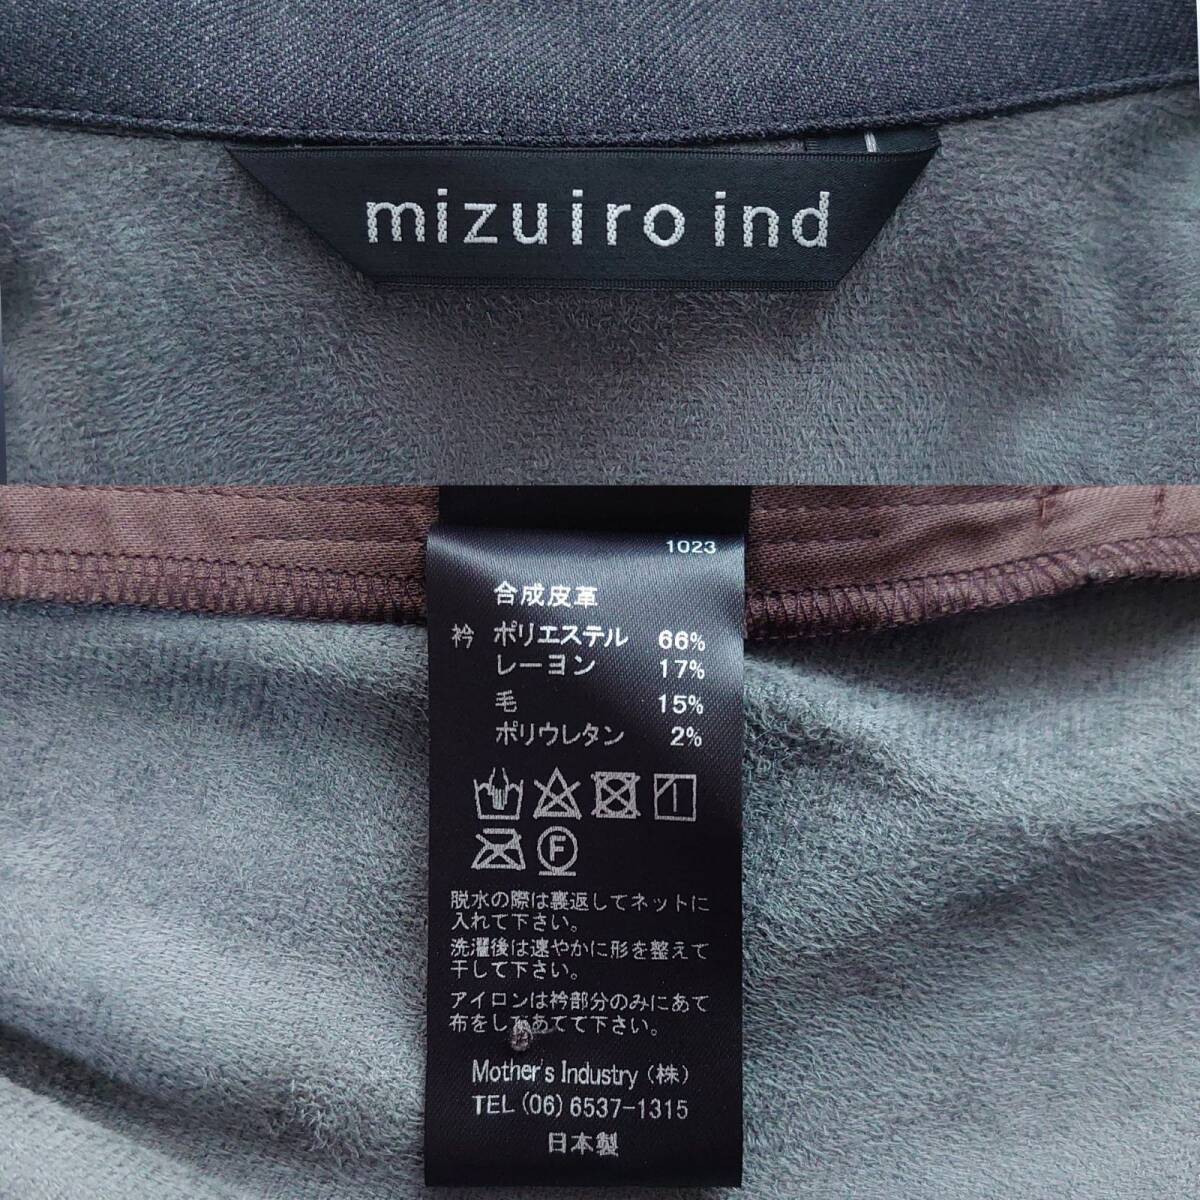 mizuiro ind
1023
合成皮革
衿 ポリエステル 66%
レーヨン 17%
毛 15%
ポリウレタン 2%
F
脱水の際は裏返してネットに
入れて下さい。
洗濯後は速やかに形を整えて
干して下さい。
アイロンは衿部分のみにあて
布をしてあてて下さい。
Mother's Industry (株)
TEL (06) 6537-1315
日本製